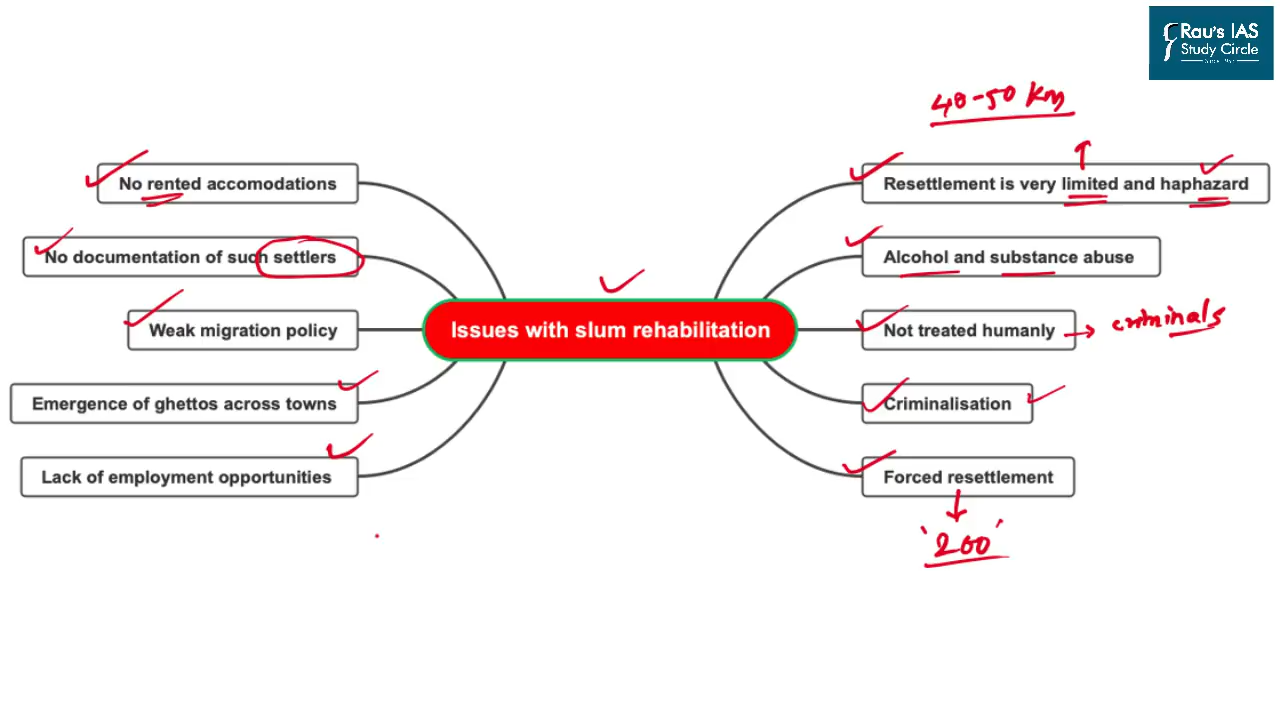 Rau's IAS
Study Circle
40-50 km
No rented accomodations
No documentation of such settlers
Weak migration policy
Emergence of ghettos across towns
Lack of employment opportunities
Issues with slum rehabilitation
Resettlement is very limited and haphazard
Alcohol and substance abuse
Not treated humanly
criminals
Criminalisation
Forced resettlement
'200'